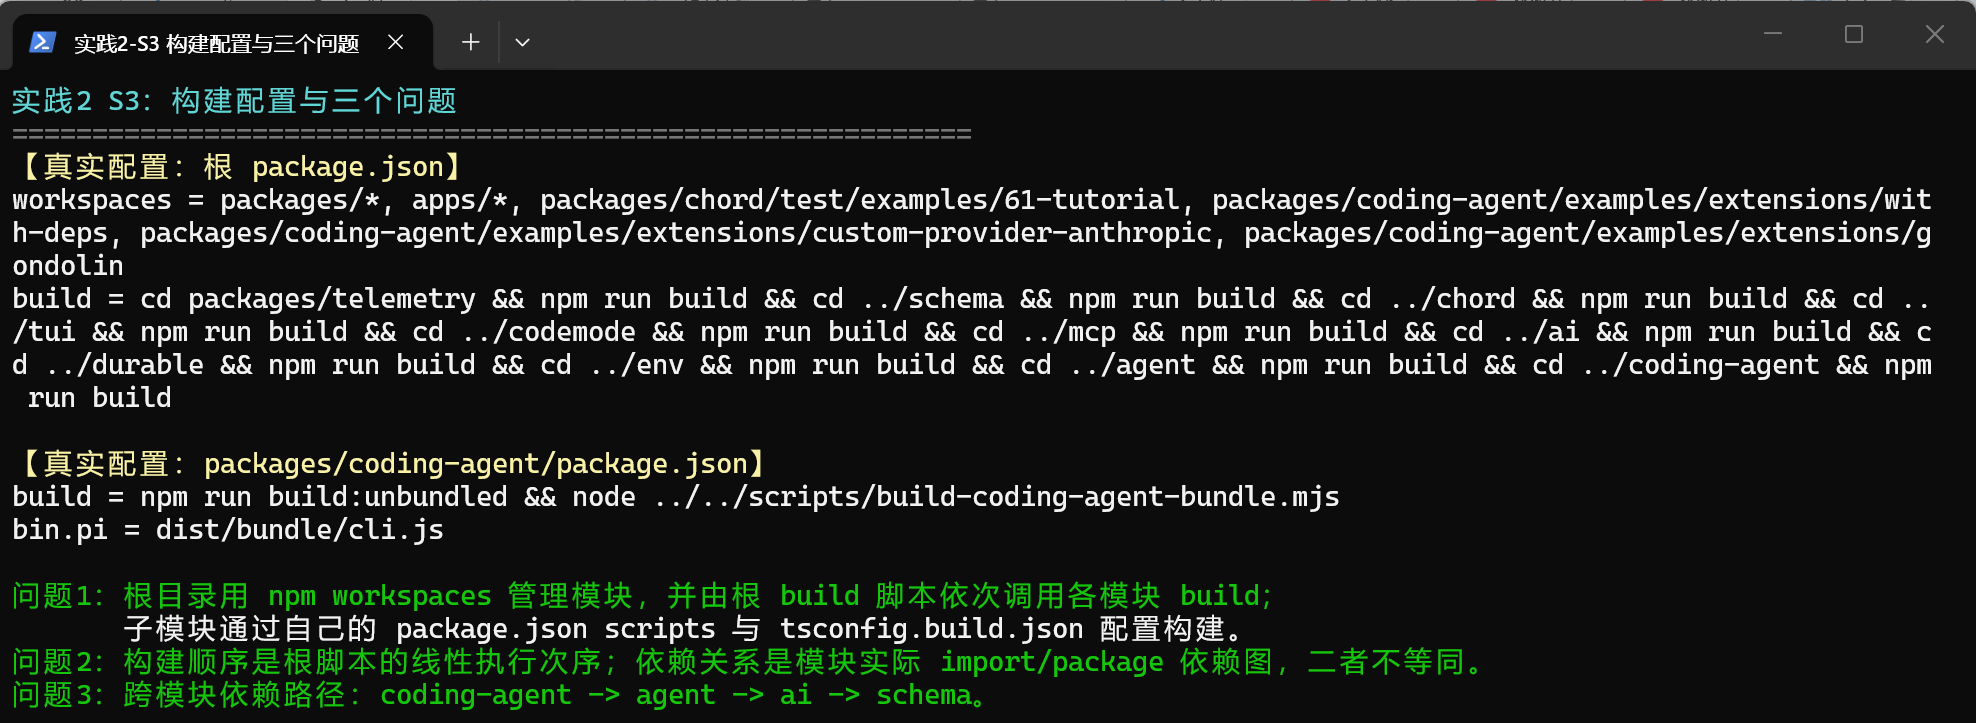 实践2-S3 构建配置与三个问题
实践2 S3: 构建配置与三个问题
============================================================
【真实配置: 根 package.json】
workspaces = packages/*, apps/*, packages/chord/test/examples/61-tutorial, packages/coding-agent/examples/extensions/wit
h-deps, packages/coding-agent/examples/extensions/custom-provider-anthropic, packages/coding-agent/examples/extensions/g
ondolin
build = cd packages/telemetry && npm run build && cd ../schema && npm run build && cd ../chord && npm run build && cd ..
/tui && npm run build && cd ../codemode && npm run build && cd ../mcp && npm run build && cd ../ai && npm run build && c
d ../durable && npm run build && cd ../env && npm run build && cd ../agent && npm run build && cd ../coding-agent && npm
 run build
【真实配置: packages/coding-agent/package.json】
build = npm run build:unbundled && node ../../scripts/build-coding-agent-bundle.mjs
bin.pi = dist/bundle/cli.js
问题1: 根目录用 npm workspaces 管理模块，并由根 build 脚本依次调用各模块 build;
子模块通过自己的 package.json scripts 与 tsconfig.build.json 配置构建。
问题2: 构建顺序是根脚本的线性执行次序; 依赖关系是模块实际 import/package 依赖图，二者不等同。
问题3: 跨模块依赖路径: coding-agent -> agent -> ai -> schema。